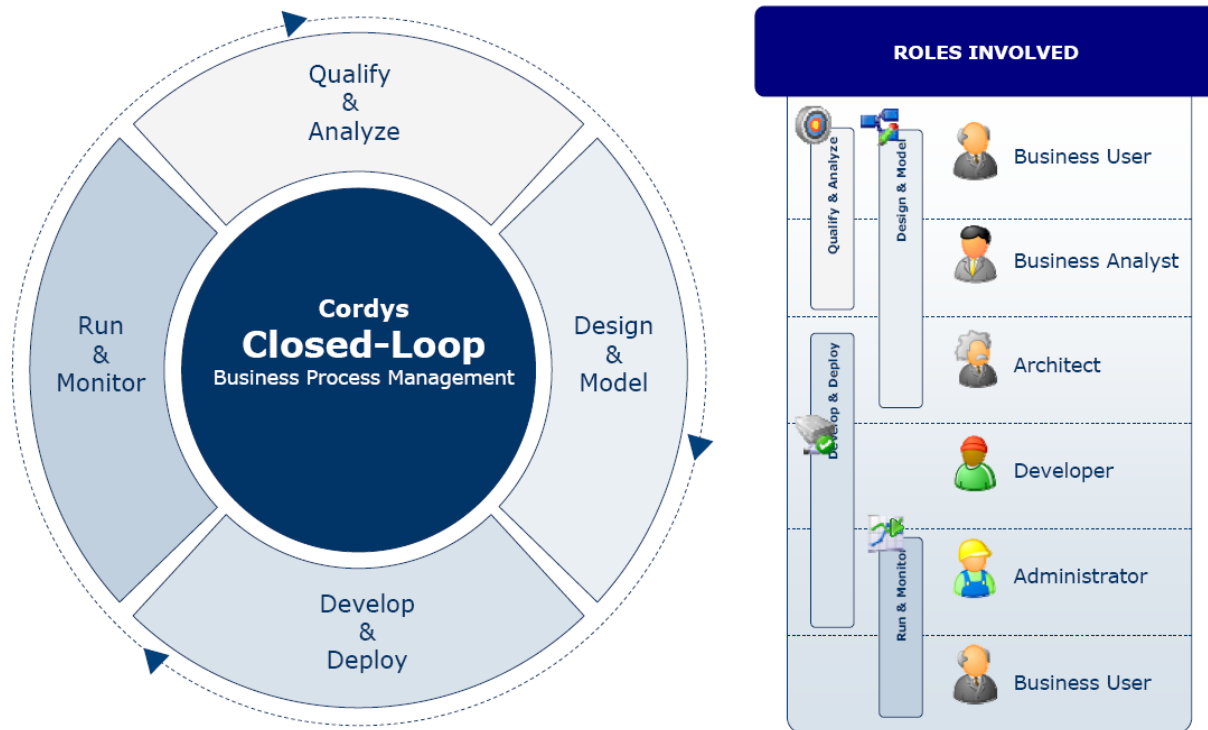 Qualify
&
Analyze
Run
&
Monitor
Cordys
Closed-Loop
Business Process Management
Design
&
Model
Develop
&
Deploy
ROLES INVOLVED
Qualify & Analyze
Design & Model
Develop & Deploy
Run & Monitor
Business User
Business Analyst
Architect
Developer
Administrator
Business User